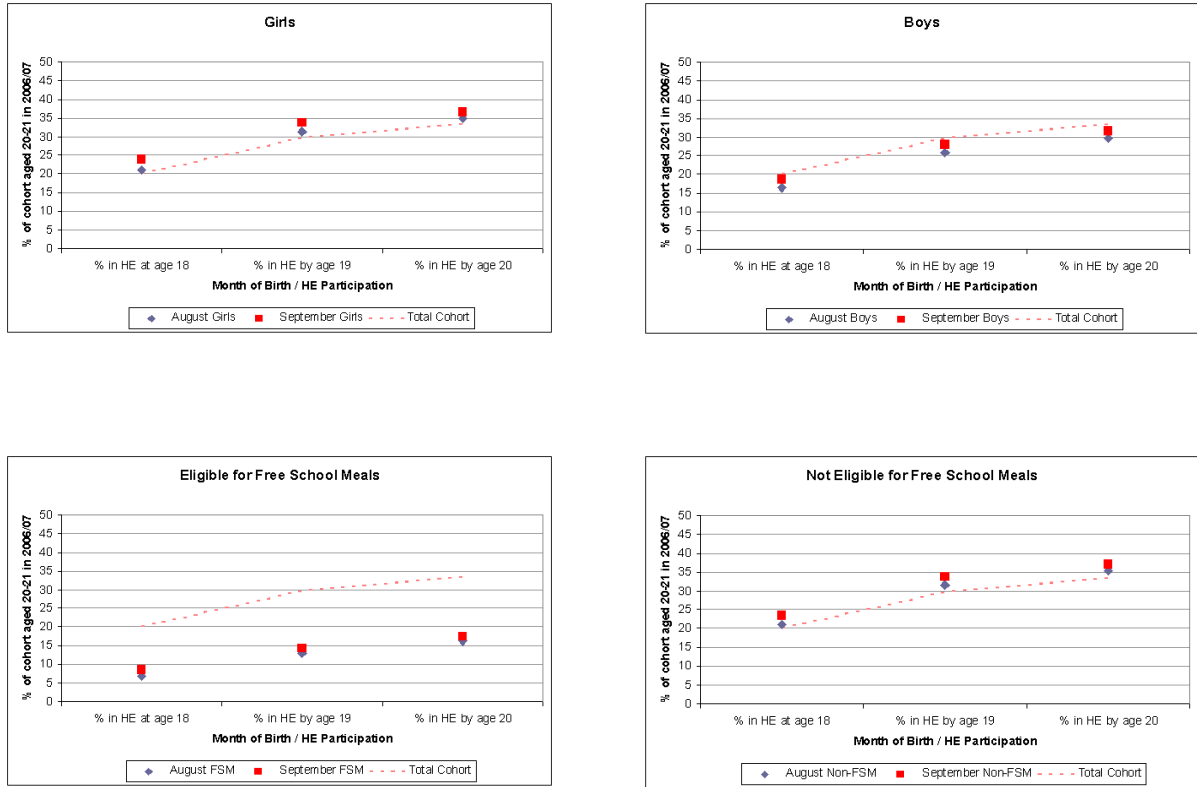 Girls
% of cohort aged 20-21 in 2006/07
50
45
40
35
30
25
20
15
10
5
0
% in HE at age 18 % in HE by age 19 % in HE by age 20
Month of Birth / HE Participation
August Girls September Girls Total Cohort
Boys
% of cohort aged 20-21 in 2006/07
50
45
40
35
30
25
20
15
10
5
0
% in HE at age 18 % in HE by age 19 % in HE by age 20
Month of Birth / HE Participation
August Boys September Boys Total Cohort
Eligible for Free School Meals
% of cohort aged 20-21 in 2006/07
50
45
40
35
30
25
20
15
10
5
0
% in HE at age 18 % in HE by age 19 % in HE by age 20
Month of Birth / HE Participation
August FSM September FSM Total Cohort
Not Eligible for Free School Meals
% of cohort aged 20-21 in 2006/07
50
45
40
35
30
25
20
15
10
5
0
% in HE at age 18 % in HE by age 19 % in HE by age 20
Month of Birth / HE Participation
August Non-FSM September Non-FSM Total Cohort